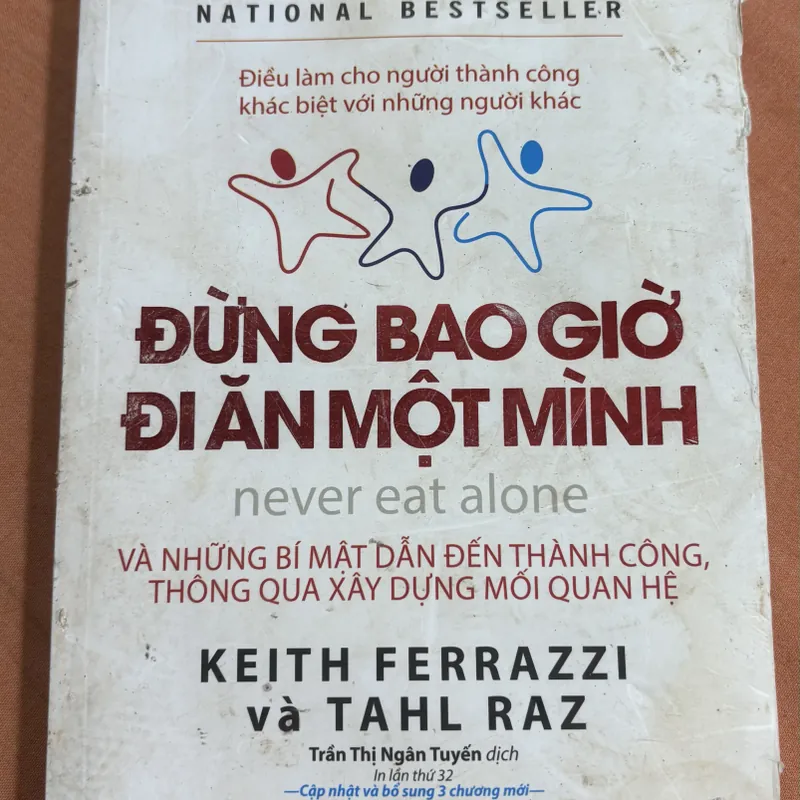 NATIONAL BESTSELLER
Điều làm cho người thành công
khác biệt với những người khác
ĐỪNG BAO GIỜ
ĐI ĂN MỘT MÌNH
never eat alone
VÀ NHỮNG BÍ MẬT DẪN ĐẾN THÀNH CÔNG,
THÔNG QUA XÂY DỰNG MỐI QUAN HỆ
KEITH FERRAZZI
và TAHL RAZ
Trần Thị Ngân Tuyến dịch
In lần thứ 32
—Cập nhật và bổ sung 3 chương mới—